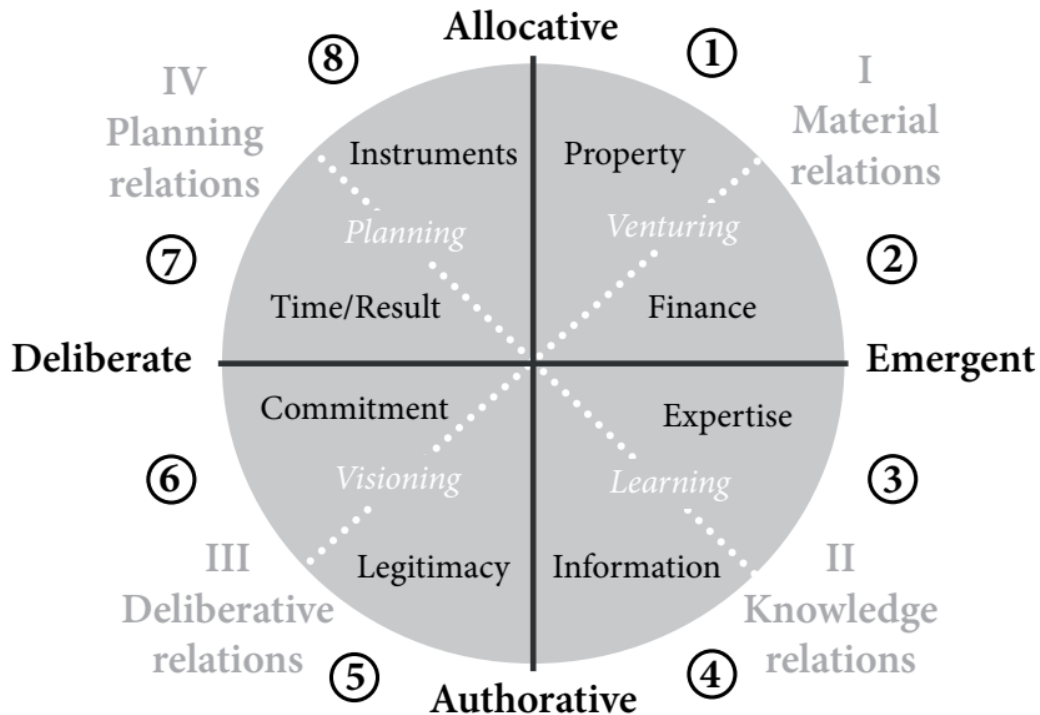 Allocative
8
1
IV
Planning
relations
I
Material
relations
Instruments
Property
Planning
Venturing
7
2
Time/Result
Finance
Deliberate
Emergent
Commitment
Expertise
6
Visioning
Learning
3
III
Deliberative
relations
Legitimacy
Information
II
Knowledge
relations
5
4
Authorative